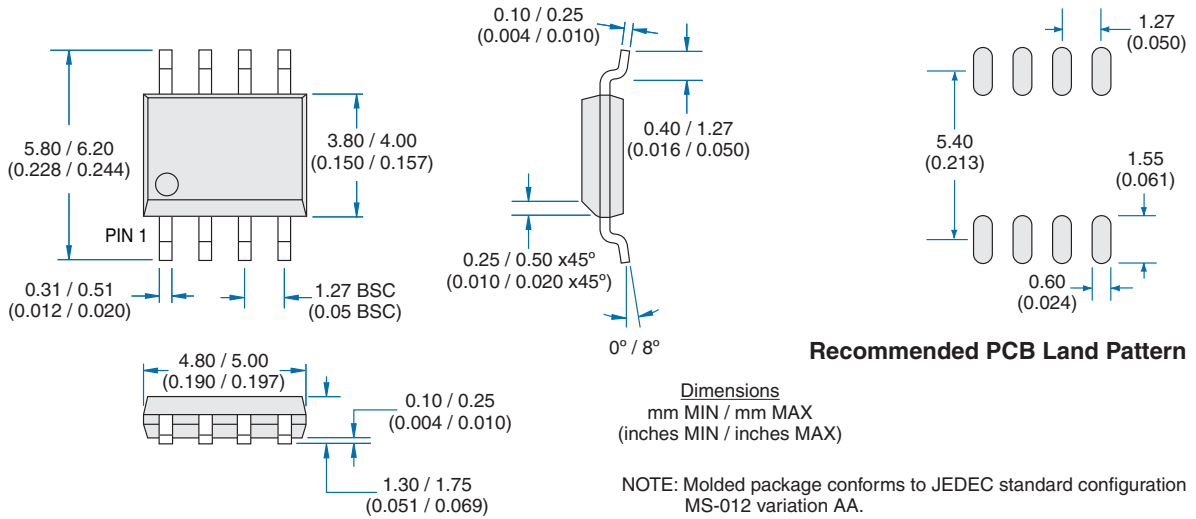 5.80 / 6.20
(0.228 / 0.244)
3.80 / 4.00
(0.150 / 0.157)
PIN 1
0.31 / 0.51
(0.012 / 0.020)
1.27 BSC
(0.05 BSC)
0.10 / 0.25
(0.004 / 0.010)
0.40 / 1.27
(0.016 / 0.050)
0.25 / 0.50 x45º
(0.010 / 0.020 x45º)
0º / 8º
1.27
(0.050)
5.40
(0.213)
1.55
(0.061)
0.60
(0.024)
Recommended PCB Land Pattern
4.80 / 5.00
(0.190 / 0.197)
0.10 / 0.25
(0.004 / 0.010)
1.30 / 1.75
(0.051 / 0.069)
Dimensions
mm MIN / mm MAX
(inches MIN / inches MAX)
NOTE: Molded package conforms to JEDEC standard configuration
MS-012 variation AA.